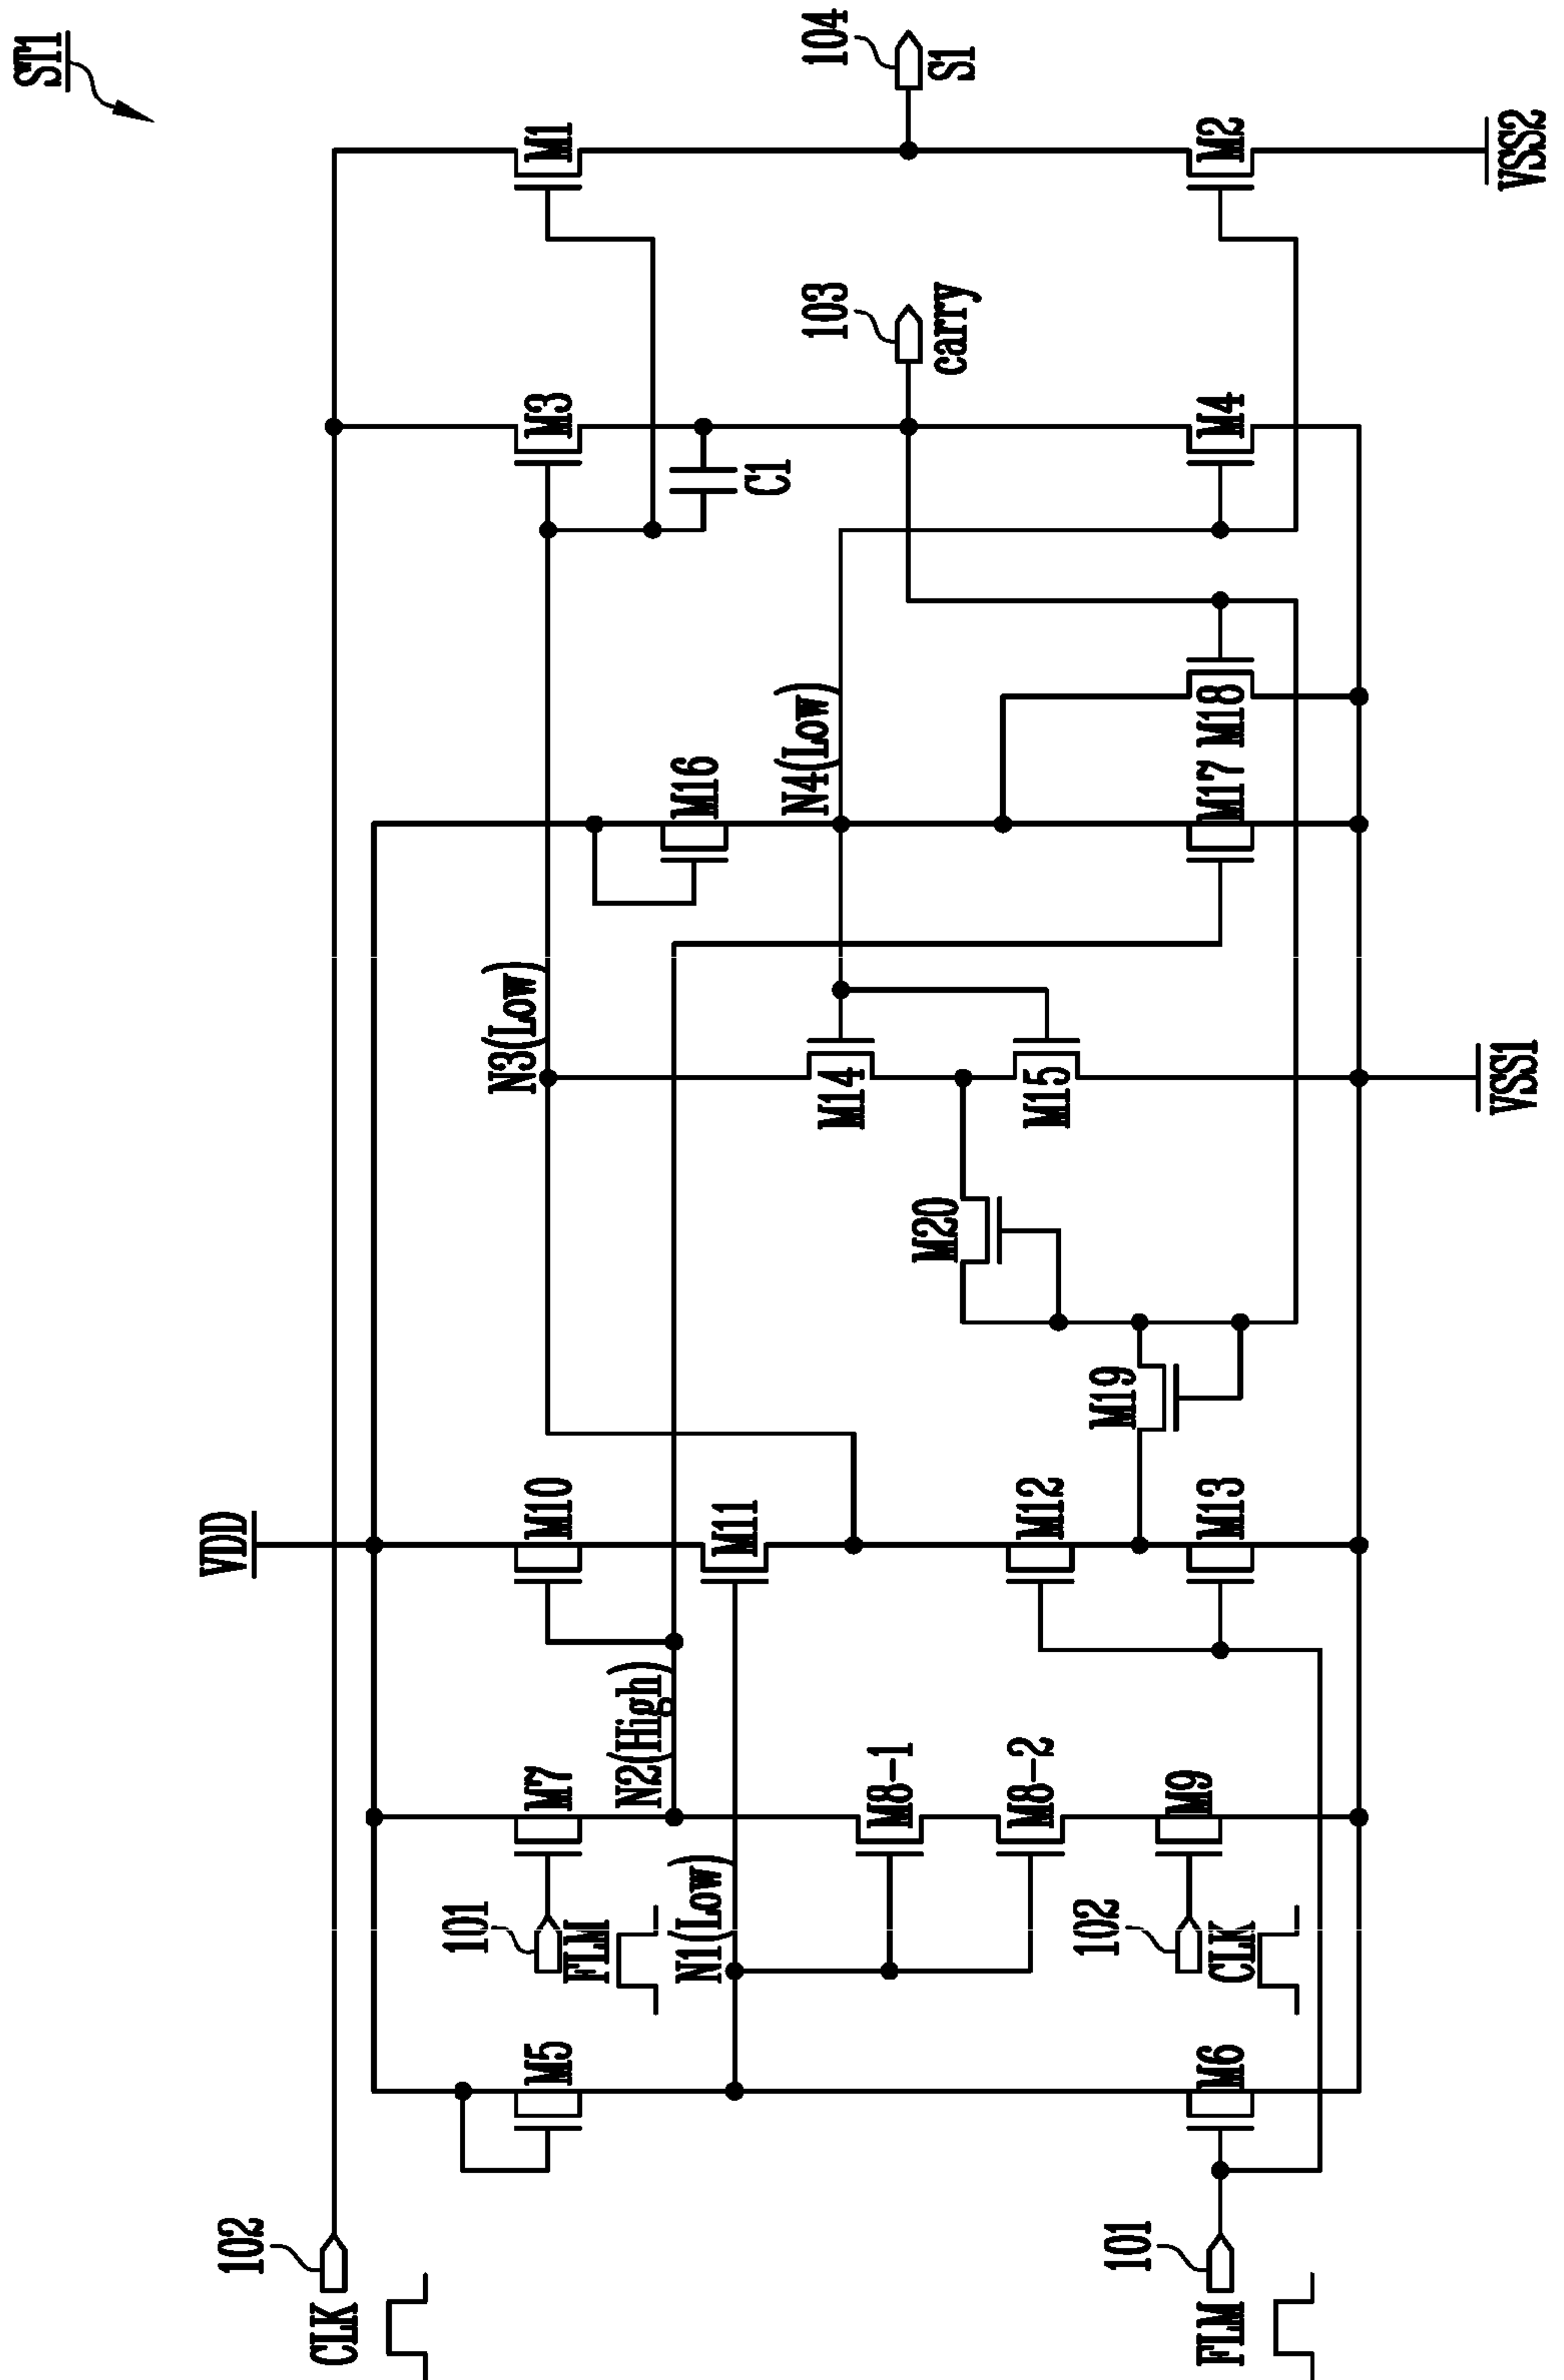 ST1
102
CLK
VDD
M5
M7
M10
M3
M1
101
FLM
N2(High)
N3(Low)
M11
M16
C1
N1(Low)
M8-1
M8-2
M14
N4(Low)
103
carry
104
S1
M20
M15
M12
M19
102
CLK
M9
M6
M13
M17
M18
M4
M2
101
FLM
VSS1
VSS2